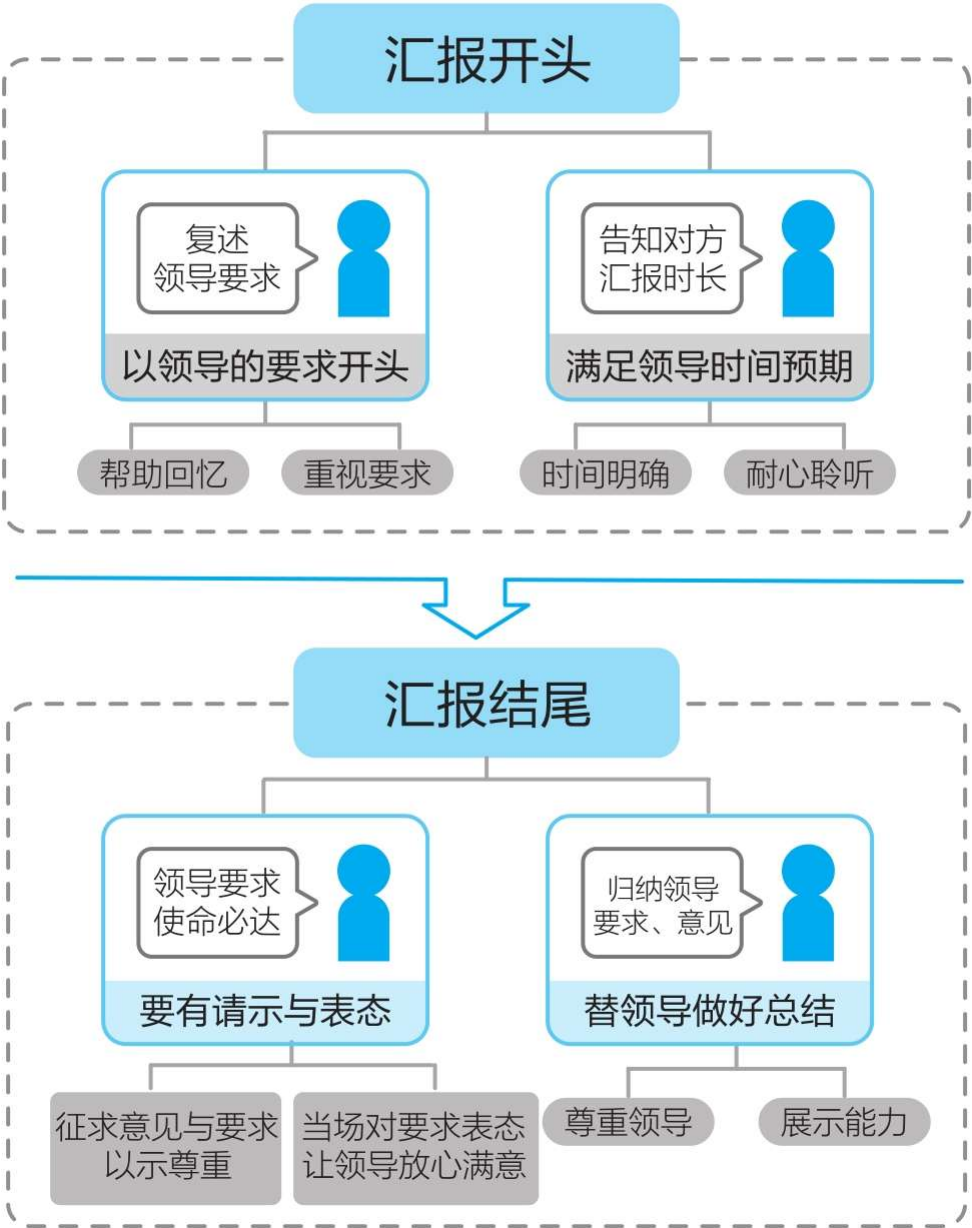 汇报开头
复述
领导要求
以领导的要求开头
帮助回忆
重视要求
告知对方
汇报时长
满足领导时间预期
时间明确
耐心聆听
汇报结尾
领导要求
使命必达
要有请示与表态
征求意见与要求
以示尊重
当场对要求表态
让领导放心满意
归纳领导
要求、意见
替领导做好总结
尊重领导
展示能力